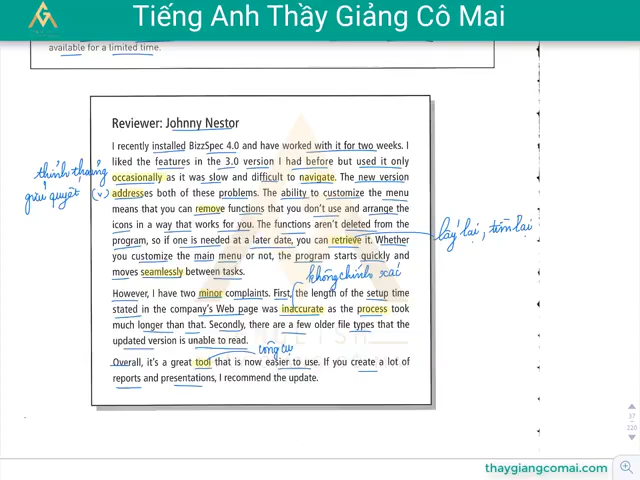 Tiếng Anh Thầy Giảng Cô Mai
available for a limited time.
Reviewer: Johnny Nestor
I recently installed BizzSpec 4.0 and have worked with it for two weeks. I
liked the features in the 3.0 version I had before but used it only
thỉnh thoảng
occasionally as it was slow and difficult to navigate. The new version
giải quyết (v)
addresses both of these problems. The ability to customize the menu
means that you can remove functions that you don't use and arrange the
icons in a way that works for you. The functions aren't deleted from the
lấy lại, tìm lại
program, so if one is needed at a later date, you can retrieve it. Whether
you customize the main menu or not, the program starts quickly and
moves seamlessly between tasks.
không chính xác
However, I have two minor complaints. First, the length of the setup time
stated in the company's Web page was inaccurate as the process took
much longer than that. Secondly, there are a few older file types that the
updated version is unable to read.
công cụ
Overall, it's a great tool that is now easier to use. If you create a lot of
reports and presentations, I recommend the update.
37
220
thaygiangcomai.com